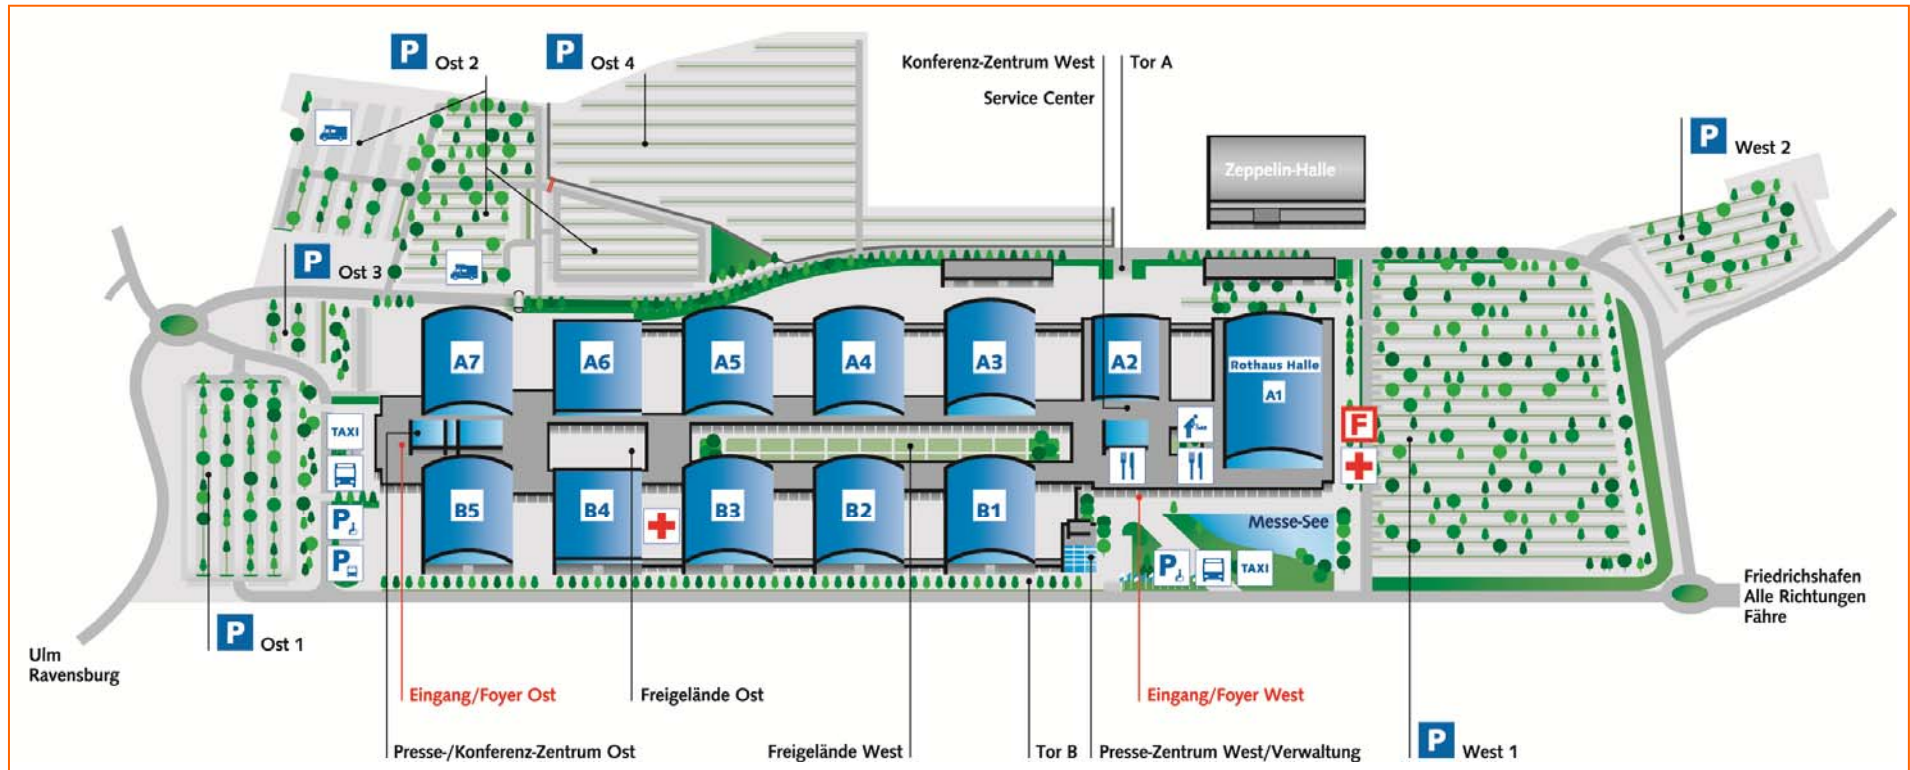 P Ost 2
P Ost 4
Konferenz-Zentrum West
Service Center
Tor A
P West 2
Zeppelin-Halle
P Ost 3
A7
A6
A5
A4
A3
A2
Rothaus Halle
A1
TAXI
F
B5
B4
B3
B2
B1
P
P
Messe-See
P
TAXI
Friedrichshafen
Alle Richtungen
Fähre
P Ost 1
Ulm
Ravensburg
Eingang/Foyer Ost
Freigelände Ost
Eingang/Foyer West
Presse-/Konferenz-Zentrum Ost
Freigelände West
Tor B
Presse-Zentrum West/Verwaltung
P West 1